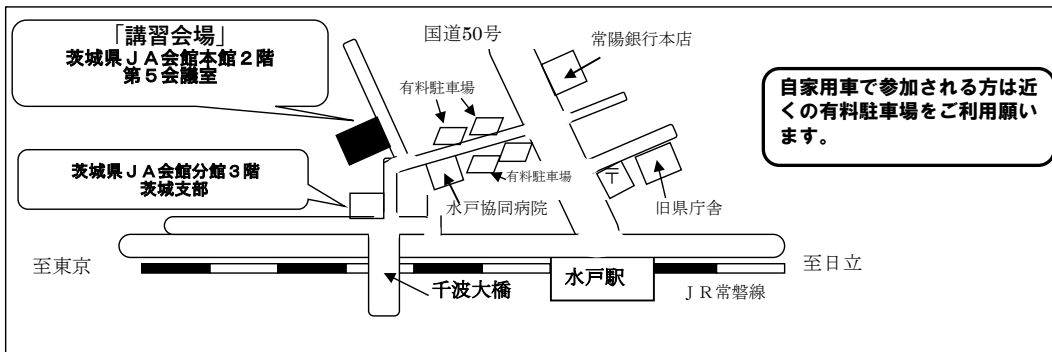 「講習会場」
茨城県ＪＡ会館本館２階
第５会議室
国道50号
常陽銀行本店
自家用車で参加される方は近
くの有料駐車場をご利用願い
ます。
有料駐車場
茨城県ＪＡ会館分館３階
茨城支部
有料駐車場
〒
水戸協同病院
旧県庁舎
至東京
千波大橋
水戸駅
ＪＲ常磐線
至日立